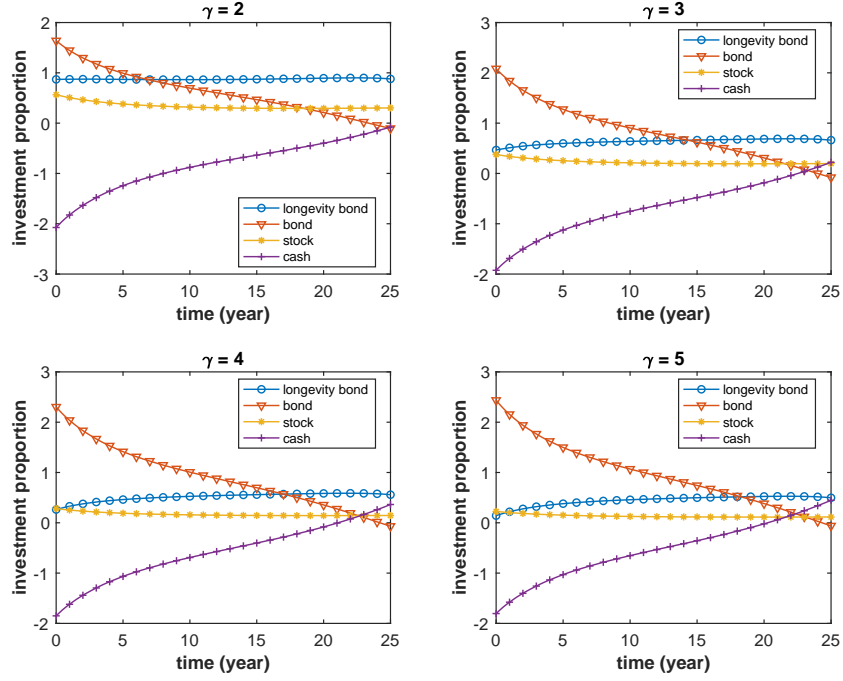 γ = 2
2
1
0
-1
-2
-3
investment proportion
longevity bond
bond
stock
cash
0 5 10 15 20 25
time (year)
γ = 3
3
2
1
0
-1
-2
investment proportion
longevity bond
bond
stock
cash
0 5 10 15 20 25
time (year)
γ = 4
3
2
1
0
-1
-2
investment proportion
longevity bond
bond
stock
cash
0 5 10 15 20 25
time (year)
γ = 5
3
2
1
0
-1
-2
investment proportion
longevity bond
bond
stock
cash
0 5 10 15 20 25
time (year)